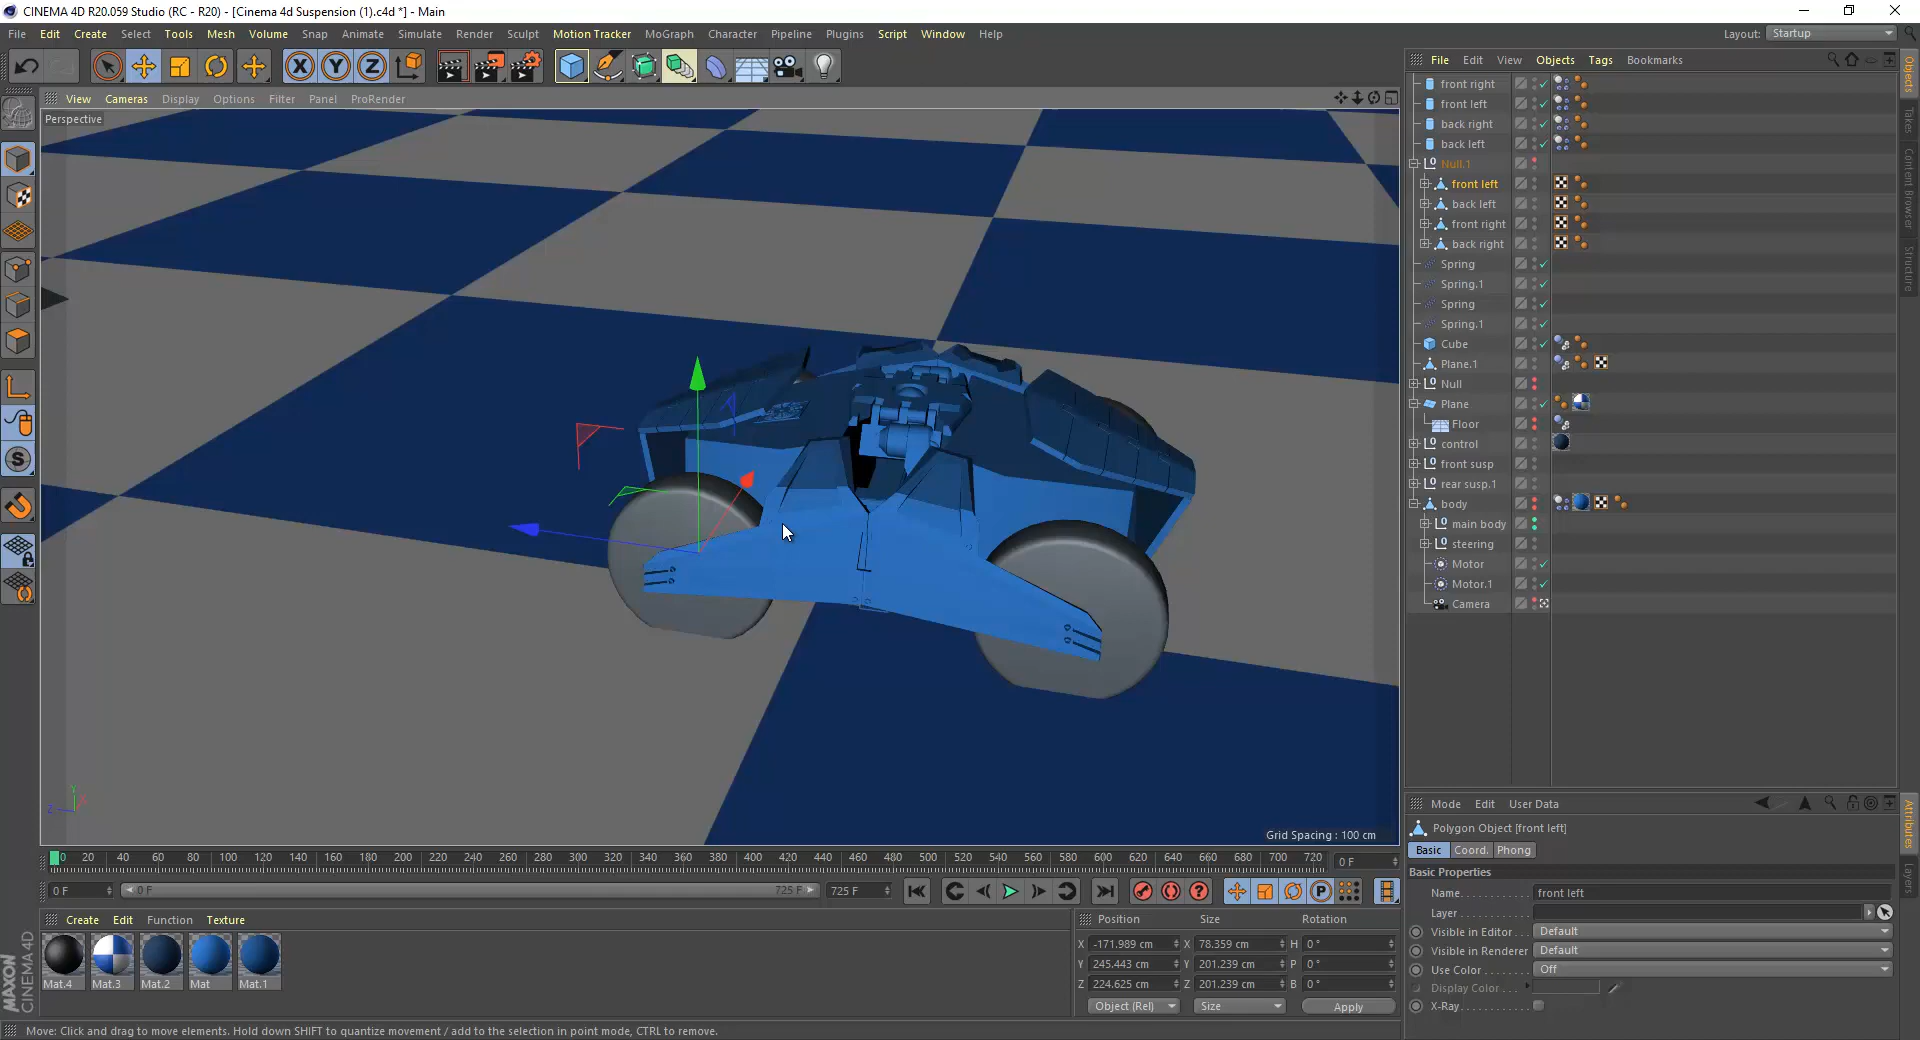 CINEMA 4D R20.059 Studio (RC - R20) - [Cinema 4d Suspension (1).c4d *] - Main
File Edit Create Select Tools Mesh Volume Snap Animate Simulate Render Sculpt Motion Tracker MoGraph Character Pipeline Plugins Script Window Help
Layout: Startup
View Cameras Display Options Filter Panel ProRender
Perspective
X Y Z
S
File Edit View Objects Tags Bookmarks
front right
front left
back right
back left
Null.1
front left
back left
front right
back right
Spring
Spring.1
Spring
Spring.1
Cube
Plane.1
Null
Plane
Floor
control
front susp
rear susp.1
body
main body
steering
Motor
Motor.1
Camera
Objects
Takes
Content Browser
Structure
Grid Spacing : 100 cm
Y
X
Z
0 20 40 60 80 100 120 140 160 180 200 220 240 260 280 300 320 340 360 380 400 420 440 460 480 500 520 540 560 580 600 620 640 660 680 700 720
0 F
0 F 0 F 725 F 725 F
P
Create Edit Function Texture
Mat.4 Mat.3 Mat.2 Mat Mat.1
MAXON CINEMA 4D
Position Size Rotation
X -171.989 cm X 78.359 cm H 0 °
Y 245.443 cm Y 201.239 cm P 0 °
Z 224.625 cm Z 201.239 cm B 0 °
Object (Rel) Size Apply
Mode Edit User Data
Polygon Object [front left]
Basic Coord. Phong
Basic Properties
Name front left
Layer
Visible in Editor Default
Visible in Renderer Default
Use Color Off
Display Color
X-Ray
Attributes
Layers
Move: Click and drag to move elements. Hold down SHIFT to quantize movement / add to the selection in point mode, CTRL to remove.